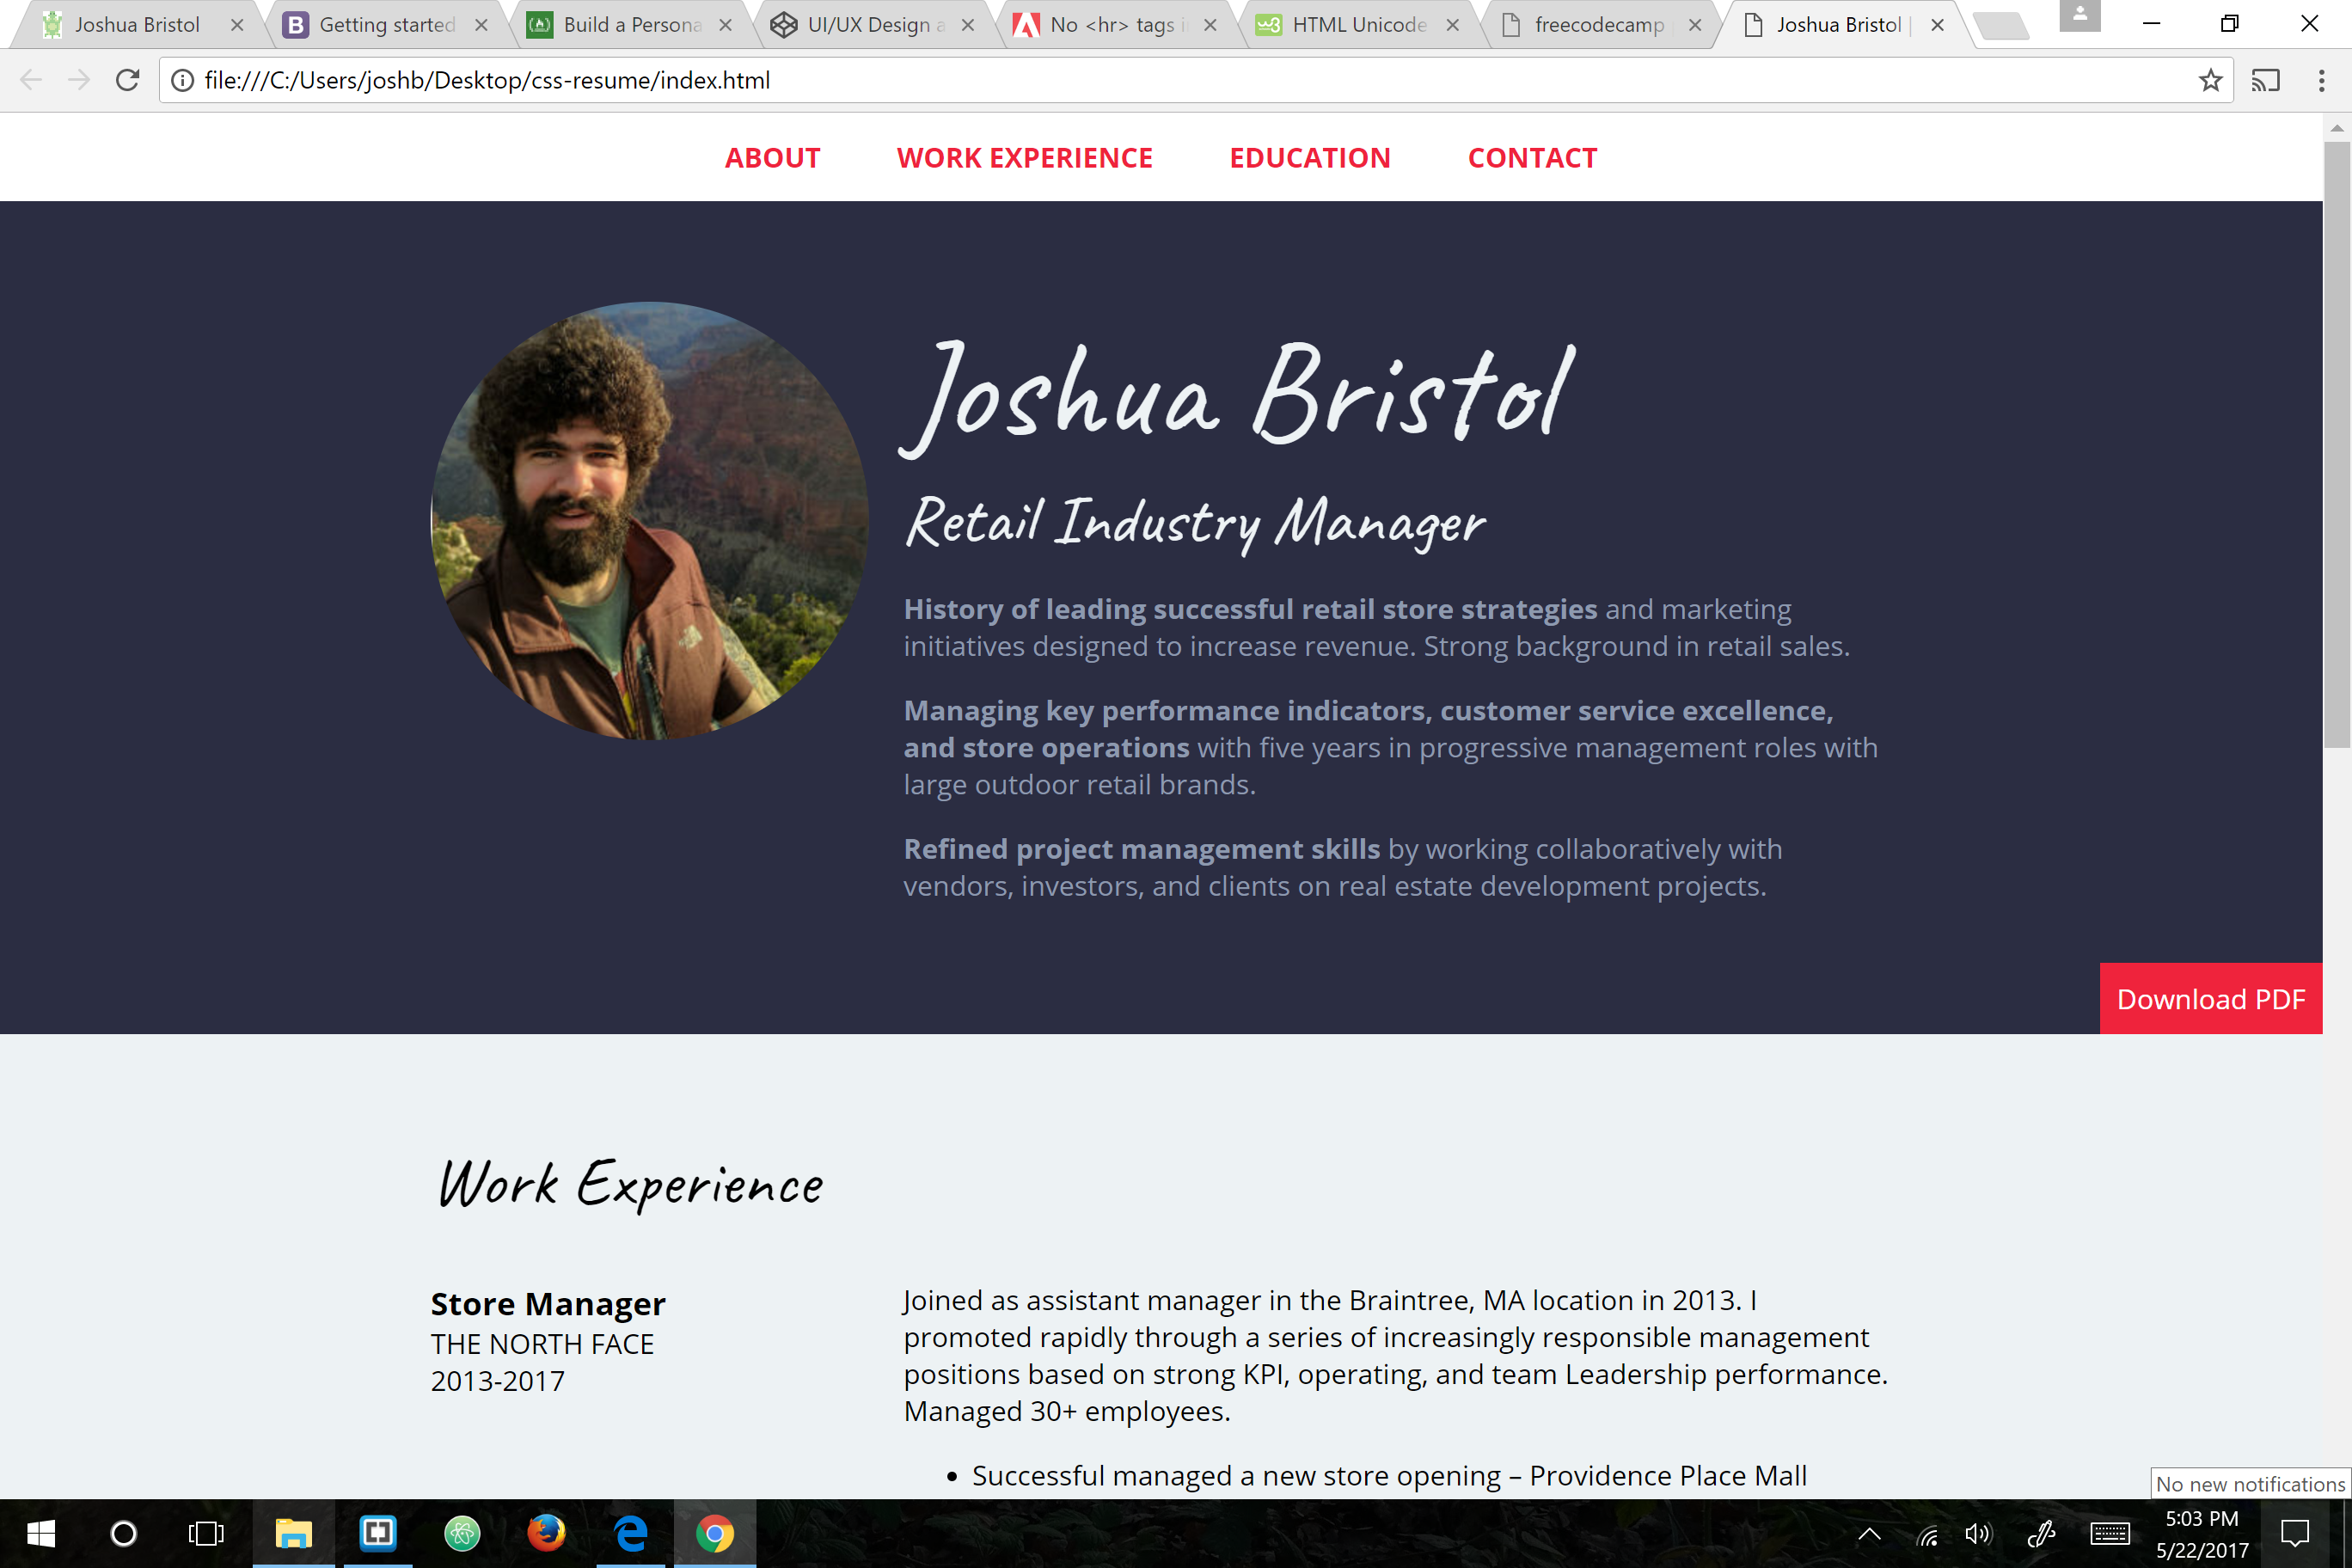 Joshua Bristol
Getting started
Build a Persona
UI/UX Design a
No <hr> tags i
HTML Unicode
freecodecamp
Joshua Bristol |
file:///C:/Users/joshb/Desktop/css-resume/index.html
ABOUT WORK EXPERIENCE EDUCATION CONTACT
Joshua Bristol
Retail Industry Manager
History of leading successful retail store strategies and marketing
initiatives designed to increase revenue. Strong background in retail sales.
Managing key performance indicators, customer service excellence,
and store operations with five years in progressive management roles with
large outdoor retail brands.
Refined project management skills by working collaboratively with
vendors, investors, and clients on real estate development projects.
Download PDF
Work Experience
Store Manager
THE NORTH FACE
2013-2017
Joined as assistant manager in the Braintree, MA location in 2013. I
promoted rapidly through a series of increasingly responsible management
positions based on strong KPI, operating, and team Leadership performance.
Managed 30+ employees.
• Successful managed a new store opening – Providence Place Mall
No new notifications
5:03 PM
5/22/2017